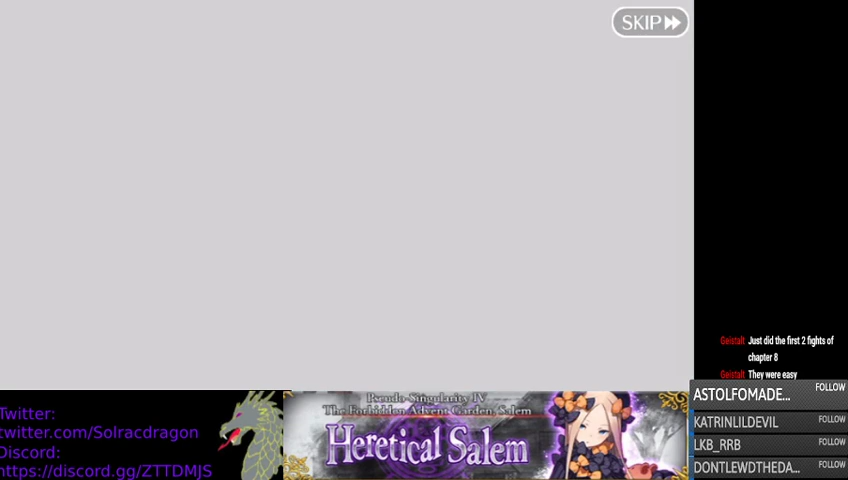 SKIP
Geistalt Just did the first 2 fights of
chapter 8
Geistalt They were easy
Twitter:
twitter.com/Solracdragon
Discord:
https://discord.gg/ZTTDMJS
Pseudo-Singularity IV
The Forbidden Advent Garden, Salem
Heretical Salem
ASTOLFOMADE... FOLLOW
KATRINLILDEVIL FOLLOW
LKB_RRB FOLLOW
DONTLEWDTHEDA... FOLLOW